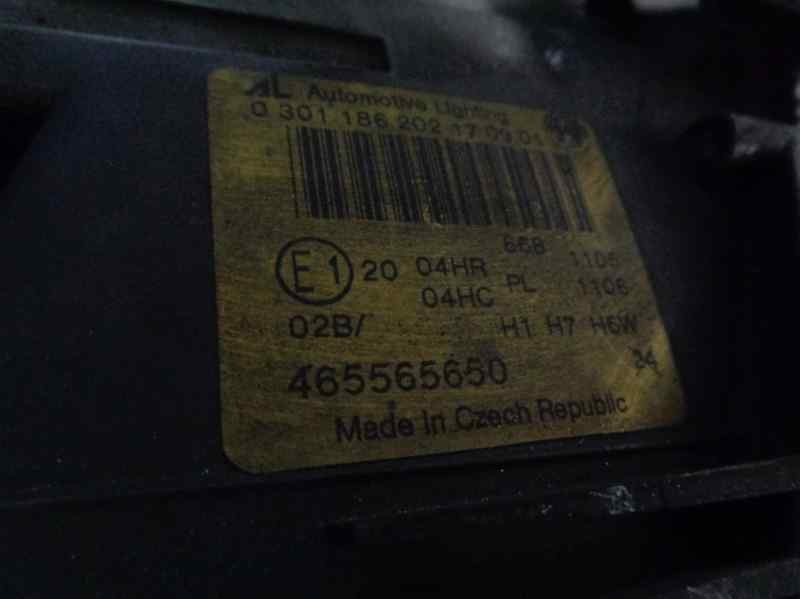 AL Automotive Lighting
0 301 186 202 17 09 01
E1 20 04HR 668 1106
04HC PL 1106
02B/ H1 H7 H6W
465565650 34
Made In Czech Republic